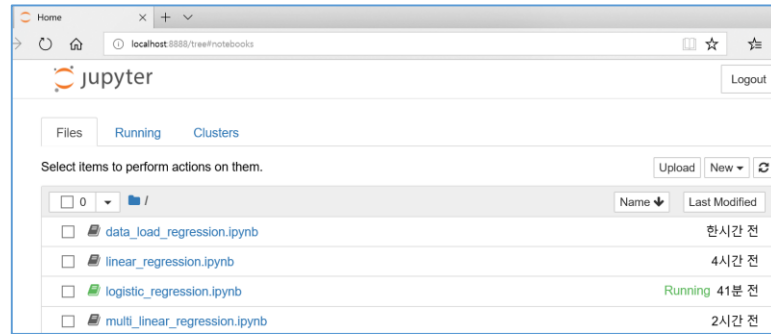 Home
localhost:8888/tree#notebooks
jupyter
Logout
Files Running Clusters
Select items to perform actions on them.
Upload New
0 / Name Last Modified
data_load_regression.ipynb 한시간 전
linear_regression.ipynb 4시간 전
logistic_regression.ipynb Running 41분 전
multi_linear_regression.ipynb 2시간 전